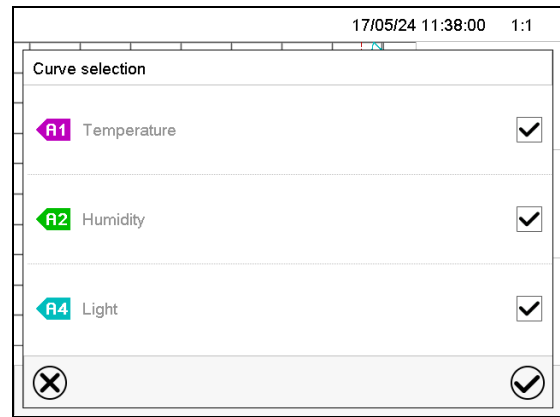 17/05/24 11:38:00 1:1
Curve selection
A1 Temperature
A2 Humidity
A4 Light